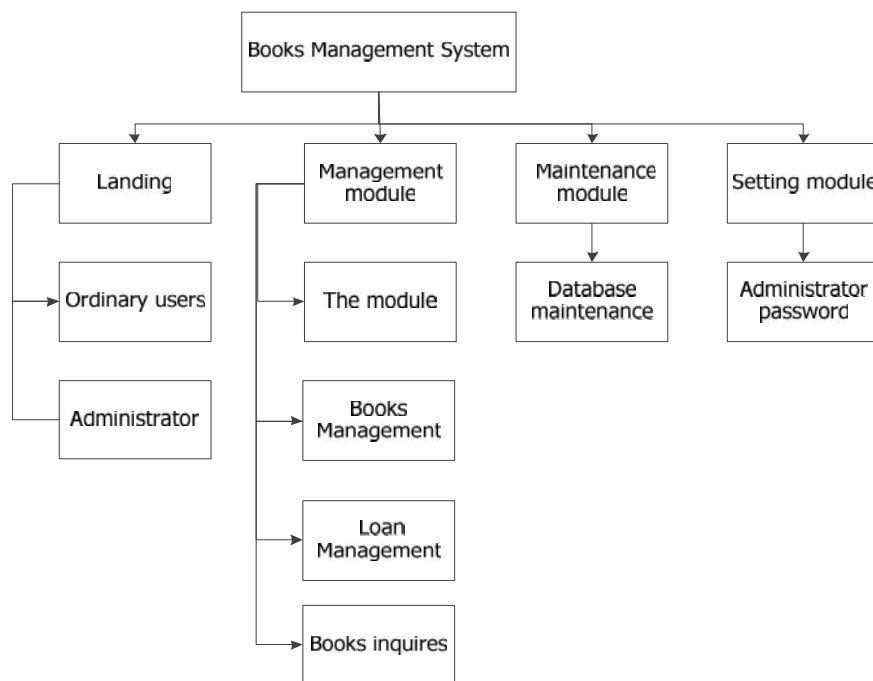 Books Management System
Landing
Management
module
Maintenance
module
Setting module
Ordinary users
The module
Database
maintenance
Administrator
password
Administrator
Books
Management
Loan
Management
Books inquires